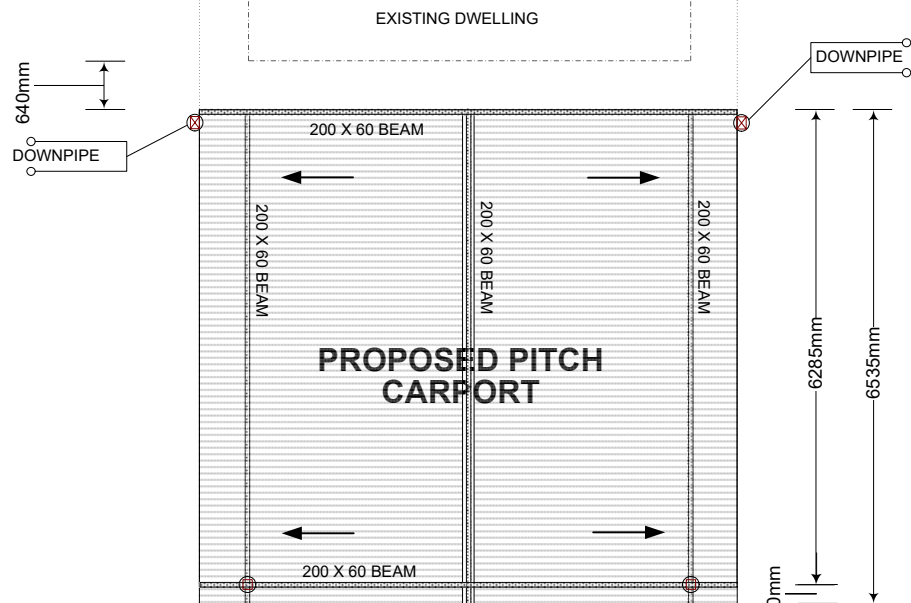 EXISTING DWELLING
DOWNPIPE
640mm
200 X 60 BEAM
DOWNPIPE
200 X 60 BEAM
200 X 60 BEAM
200 X 60 BEAM
PROPOSED PITCH
CARPORT
6285mm
6535mm
200 X 60 BEAM